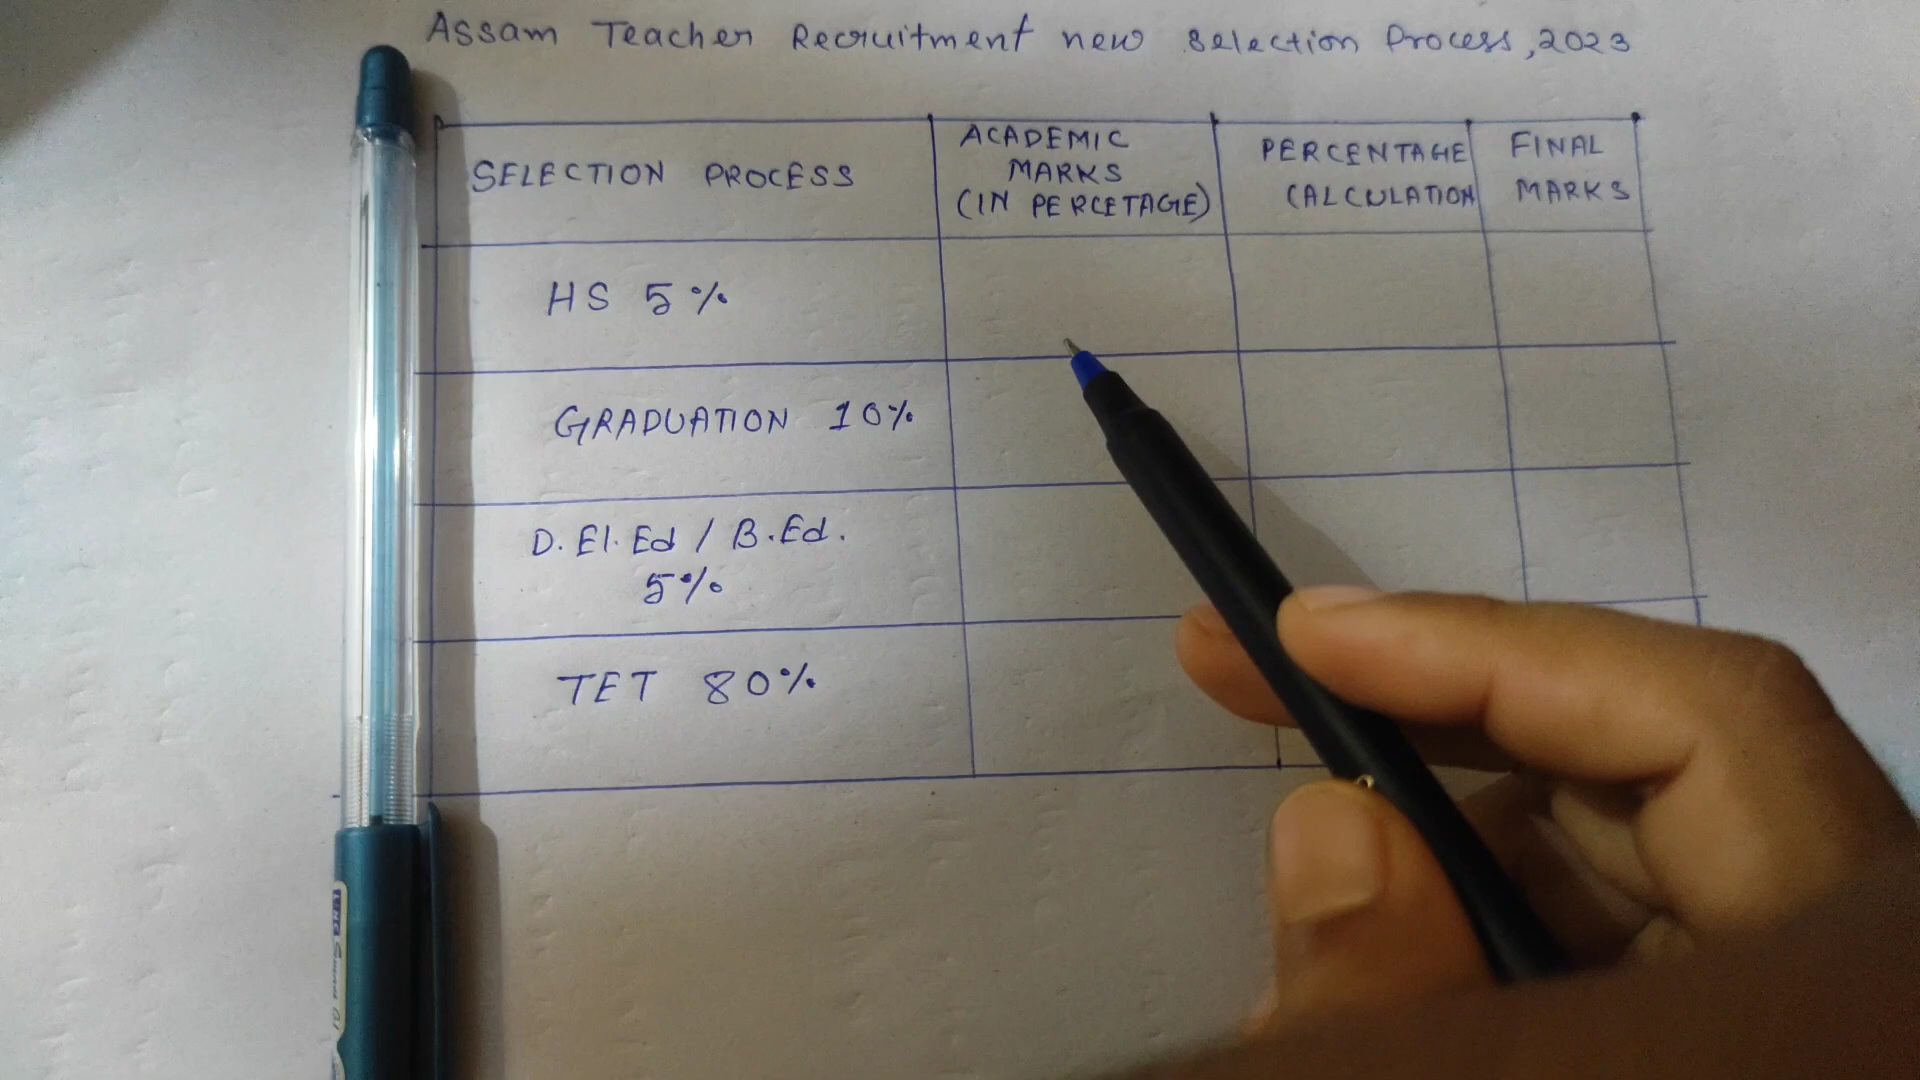 Assam Teacher Recruitment new selection Process, 2023
SELECTION PROCESS
ACADEMIC
MARKS
(IN PERCETAGE)
PERCENTAGE
CALCULATION
FINAL
MARKS
HS 5%
GRADUATION 10%
D. El. Ed / B.Ed.
5%
TET 80%